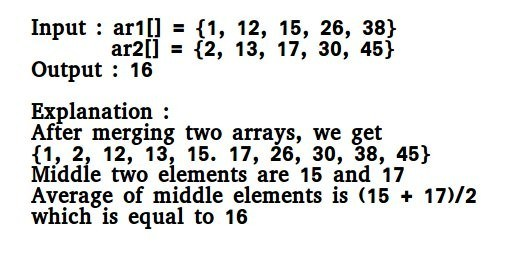 Input : ar1[] = {1, 12, 15, 26, 38}
ar2[] = {2, 13, 17, 30, 45}
Output : 16
Explanation :
After merging two arrays, we get
{1, 2, 12, 13, 15. 17, 26, 30, 38, 45}
Middle two elements are 15 and 17
Average of middle elements is (15 + 17)/2
which is equal to 16